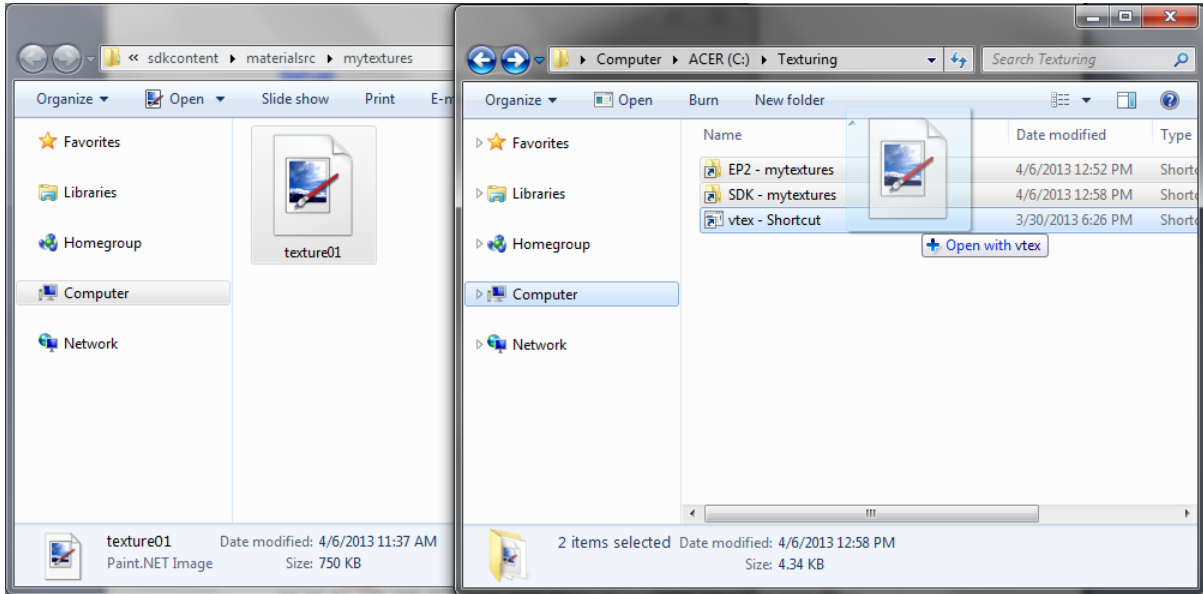 « sdkcontent ▸ materialsrc ▸ mytextures
Organize ▾ Open ▾ Slide show Print E-m
Favorites
Libraries
Homegroup
Computer
Network
texture01
texture01 Date modified: 4/6/2013 11:37 AM
Paint.NET Image Size: 750 KB
▸ Computer ▸ ACER (C:) ▸ Texturing
Search Texturing
Organize ▾ Open Burn New folder
Favorites
Libraries
Homegroup
Computer
Network
Name Date modified Type
EP2 - mytextures 4/6/2013 12:52 PM Shortc
SDK - mytextures 4/6/2013 12:58 PM Shortc
vtex - Shortcut 3/30/2013 6:26 PM Shortc
+ Open with vtex
2 items selected Date modified: 4/6/2013 12:58 PM
Size: 4.34 KB